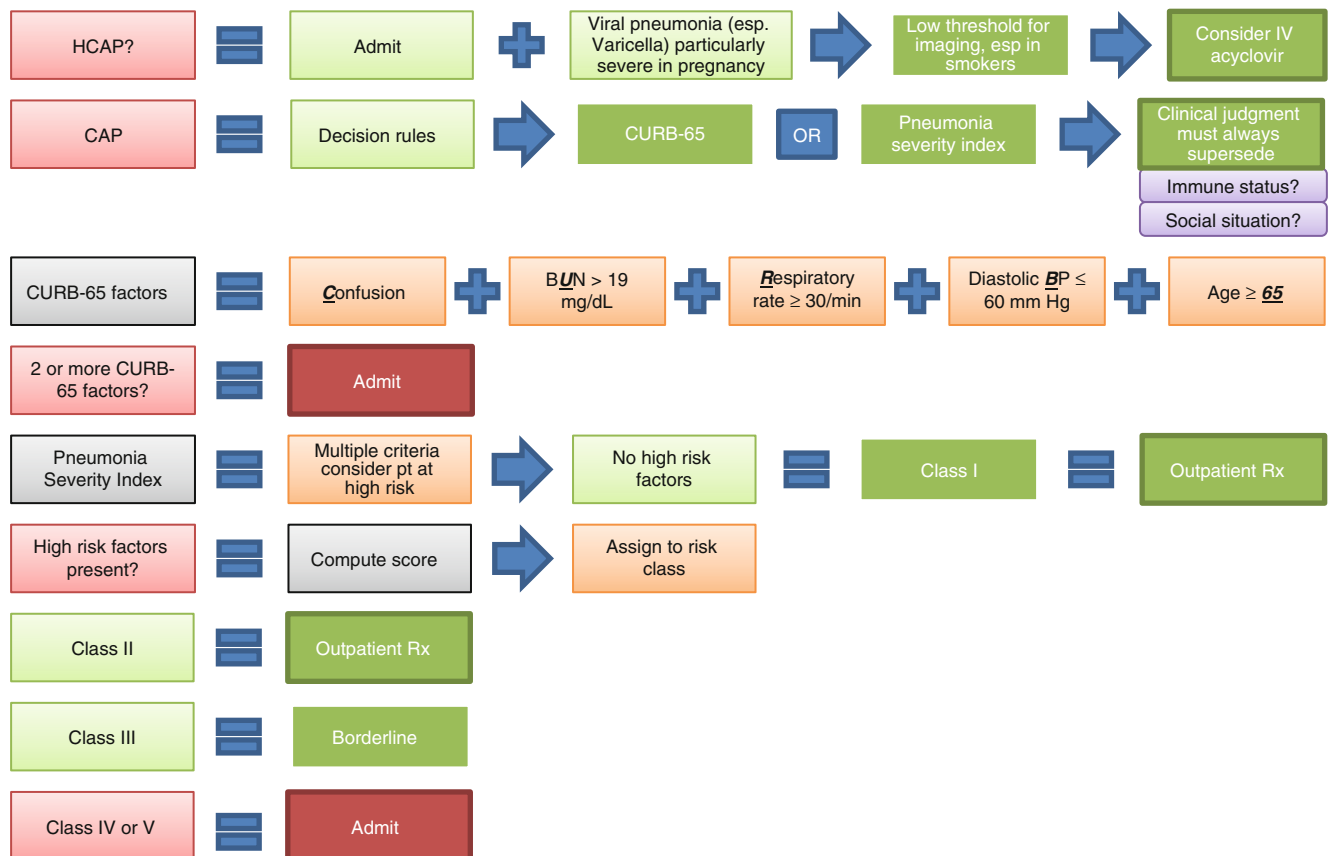 HCAP?
Admit
Viral pneumonia (esp.
Varicella) particularly
severe in pregnancy
Low threshold for
imaging, esp in
smokers
Consider IV
acyclovir
CAP
Decision rules
CURB-65
OR
Pneumonia
severity index
Clinical judgment
must always
supersede
Immune status?
Social situation?
CURB-65 factors
Confusion
BUN > 19
mg/dL
Respiratory
rate ≥ 30/min
Diastolic BP ≤
60 mm Hg
Age ≥ 65
2 or more CURB-
65 factors?
Admit
Pneumonia
Severity Index
Multiple criteria
consider pt at
high risk
No high risk
factors
Class I
Outpatient Rx
High risk factors
present?
Compute score
Assign to risk
class
Class II
Outpatient Rx
Class III
Borderline
Class IV or V
Admit